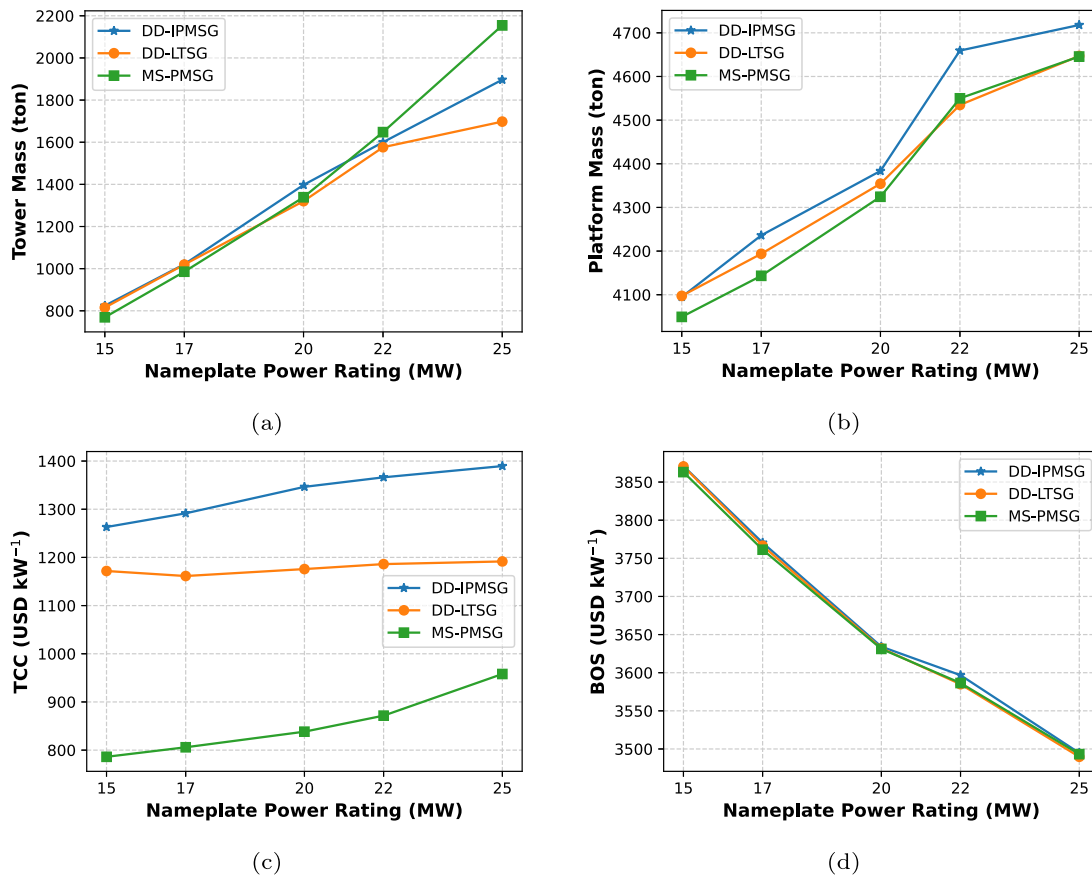 2200
2000
1800
1600
1400
1200
1000
800
Tower Mass (ton)
DD-IPMSG
DD-LTSG
MS-PMSG
15 17 20 22 25
Nameplate Power Rating (MW)
(a)
4700
4600
4500
4400
4300
4200
4100
Platform Mass (ton)
DD-IPMSG
DD-LTSG
MS-PMSG
15 17 20 22 25
Nameplate Power Rating (MW)
(b)
1400
1300
1200
1100
1000
900
800
TCC (USD kW⁻¹)
DD-IPMSG
DD-LTSG
MS-PMSG
15 17 20 22 25
Nameplate Power Rating (MW)
(c)
3850
3800
3750
3700
3650
3600
3550
3500
BOS (USD kW⁻¹)
DD-IPMSG
DD-LTSG
MS-PMSG
15 17 20 22 25
Nameplate Power Rating (MW)
(d)